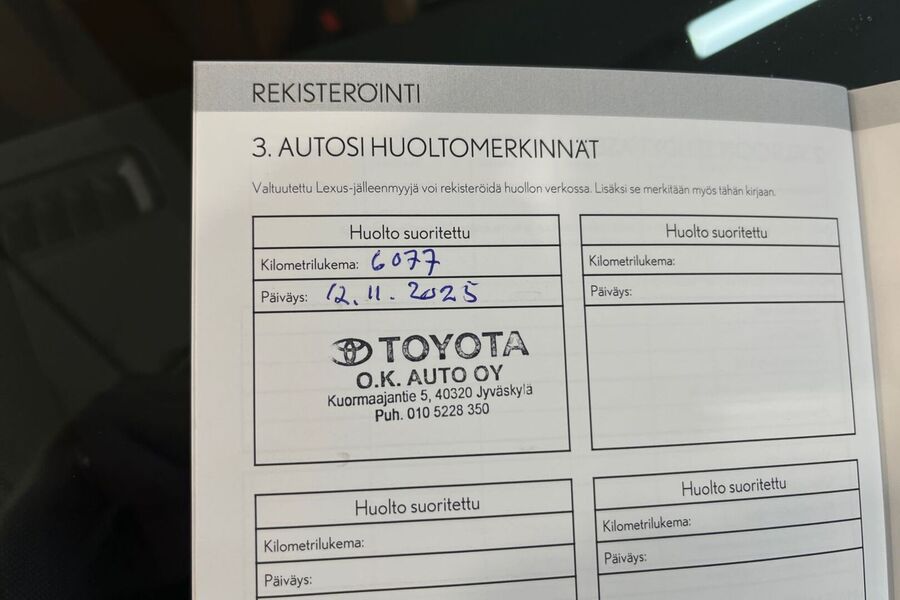 REKISTERÖINTI
3. AUTOSI HUOLTOMERKINNÄT
Valtuutettu Lexus-jälleenmyyjä voi rekisteröidä huollon verkossa. Lisäksi se merkitään myös tähän kirjaan.
Huolto suoritettu
Kilometrilukema: 6077
Päiväys: 12.11.2025
TOYOTA
O.K. AUTO OY
Kuormaajantie 5, 40320 Jyväskylä
Puh. 010 5228 350
Huolto suoritettu
Kilometrilukema:
Päiväys:
Huolto suoritettu
Kilometrilukema:
Päiväys:
Huolto suoritettu
Kilometrilukema:
Päiväys: